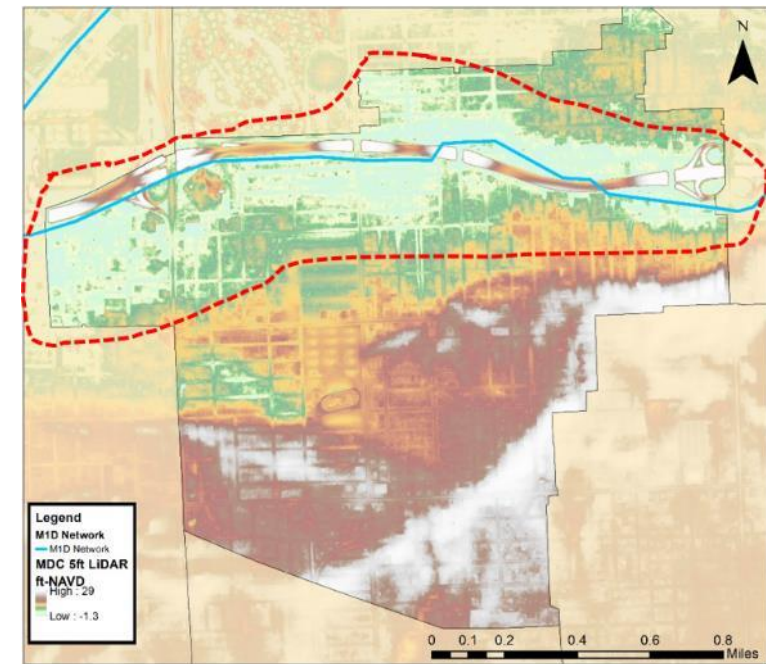 N
Legend
M1D Network
M1D Network
MDC 5ft LiDAR
ft-NAVD
High : 29
Low : -1.3
0 0.1 0.2 0.4 0.6 0.8
Miles